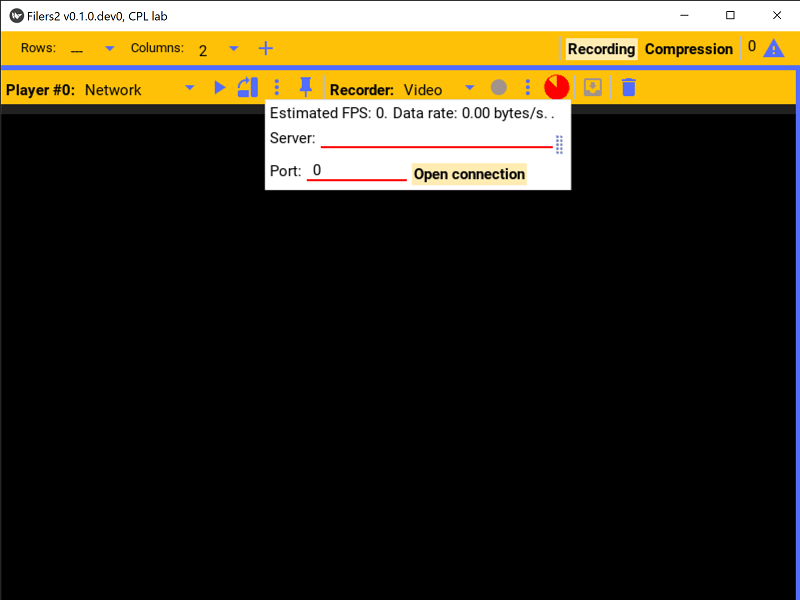 Filers2 v0.1.0.dev0, CPL lab
Rows: -- Columns: 2 Recording Compression 0
Player #0: Network Recorder: Video
Estimated FPS: 0. Data rate: 0.00 bytes/s. .
Server:
Port: 0 Open connection